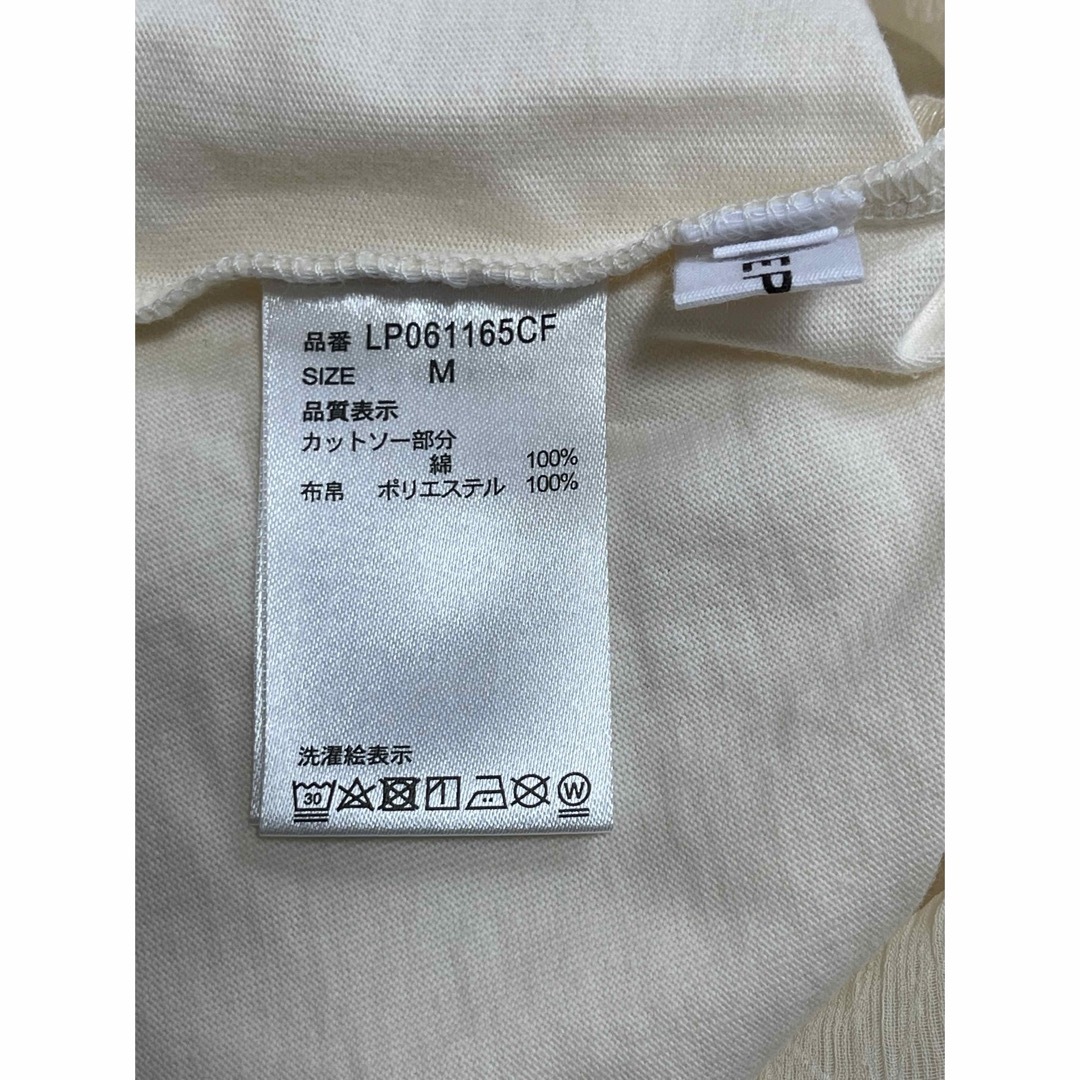 品番 LP061165CF
SIZE M
品質表示
カットソー部分
綿 100%
布帛 ポリエステル 100%
洗濯絵表示
30 W
EP